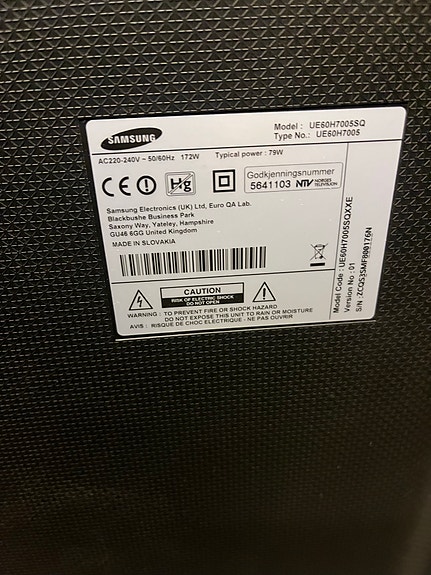 SAMSUNG
Model : UE60H7005SQ
Type No.: UE60H7005
AC220-240V ~ 50/60Hz 172W Typical power : 79W
CE Hg
Godkjenningsnummer
5641103 NTV NORGES TELEVISJON
Samsung Electronics (UK) Ltd, Euro QA Lab.
Blackbushe Business Park
Saxony Way, Yateley, Hampshire
GU46 6GG United Kingdom
MADE IN SLOVAKIA
CAUTION
RISK OF ELECTRIC SHOCK
DO NOT OPEN
WARNING : TO PREVENT FIRE OR SHOCK HAZARD
DO NOT EXPOSE THIS UNIT TO RAIN OR MOISTURE
AVIS : RISQUE DE CHOC ELECTRIQUE - NE PAS OUVRIR
Model Code : UE60H7005SQXXE
Version No : 01
S/N :